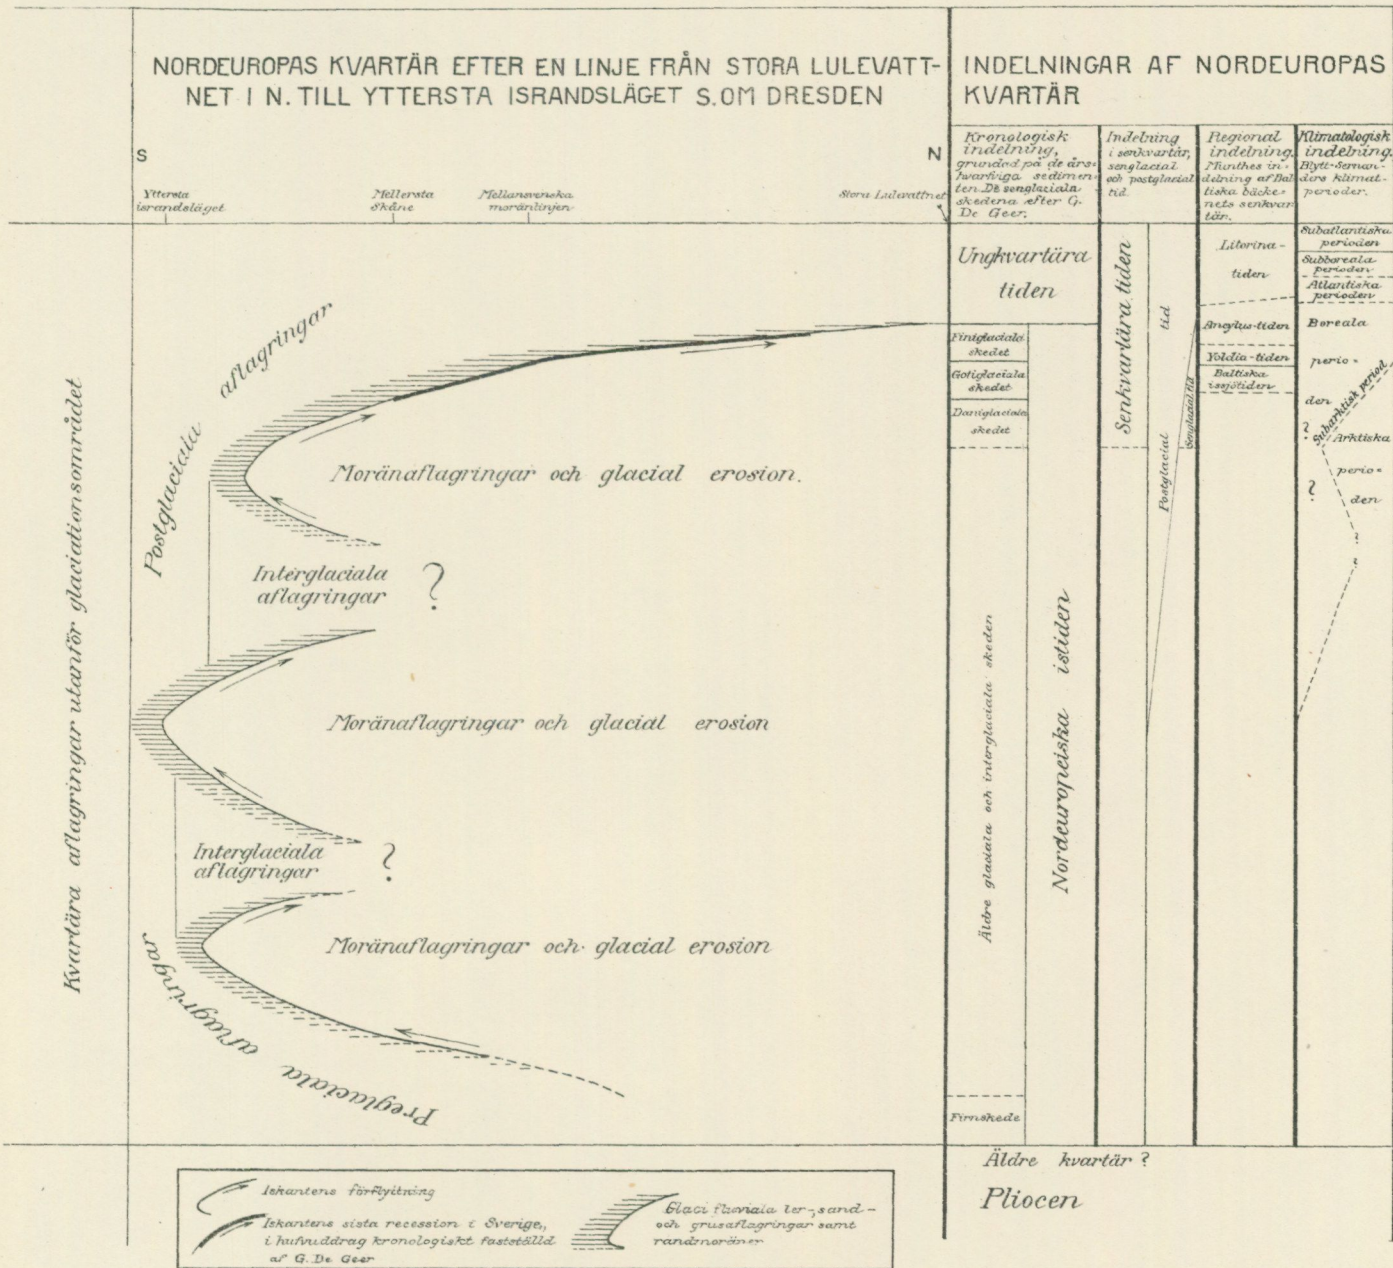 NORDEUROPAS KVARTÄR EFTER EN LINJE FRÅN STORA LULEVATT-
NET I N. TILL YTTERSTA ISRANDSLÄGET S.OM DRESDEN
S
N
Yttersta
israndsläget
Mellersta
Skåne
Mellansvenska
moränlinjen
Stora Lulevattnet
INDELNINGAR AF NORDEUROPAS
KVARTÄR
Kronologisk
indelning,
grundad på de års-
hvarfviga sedimen-
ten. De senglaciala
skedena efter G.
De Geer.
Indelning
i senkvartär,
senglacial
och postglacial
tid.
Regional
indelning.
Munthes in-
delning af Bal-
tiska bäcke-
nets senkvar-
tär.
Klimatologisk
indelning.
Blytt-Sernan-
ders klimat-
perioder.
Kvartära aflagringar utanför glaciationsområdet
Postglaciala aflagringar
Moränaflagringar och glacial erosion.
Interglaciala
aflagringar
?
Moränaflagringar och glacial erosion
Interglaciala
aflagringar
?
Moränaflagringar och glacial erosion
Preglaciala aflagringar
Ungkvartära
tiden
Finiglaciala
skedet
Gotiglaciala
skedet
Daniglaciala
skedet
Äldre glaciala och interglaciala skeden
Nordeuropeiska istiden
Firnskede
Senkvartära tiden
Postglacial tid
Senglacial tid
Litorina-
tiden
Ancylus-tiden
Yoldia-tiden
Baltiska
issjötiden
Subatlantiska
perioden
Subboreala
perioden
Atlantiska
perioden
Boreala
perio-
den
?
Subarktisk period
Arktiska
perio-
den
?
?
?
Äldre kvartär?
Pliocen
Iskantens förflyttning
Iskantens sista recession i Sverige,
i hufvuddrag kronologiskt fastställd
af G. De Geer
Glaci fluviala ler-, sand-
och grusaflagringar samt
randmoräner